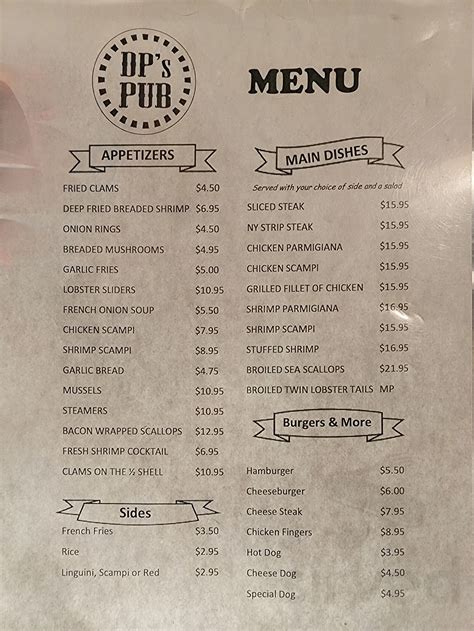 DP's
PUB
MENU
APPETIZERS
FRIED CLAMS $4.50
DEEP FRIED BREADED SHRIMP $6.95
ONION RINGS $4.50
BREADED MUSHROOMS $4.95
GARLIC FRIES $5.00
LOBSTER SLIDERS $10.95
FRENCH ONION SOUP $5.50
CHICKEN SCAMPI $7.95
SHRIMP SCAMPI $8.95
GARLIC BREAD $4.75
MUSSELS $10.95
STEAMERS $10.95
BACON WRAPPED SCALLOPS $12.95
FRESH SHRIMP COCKTAIL $6.95
CLAMS ON THE ½ SHELL $10.95
Sides
French Fries $3.50
Rice $2.95
Linguini, Scampi or Red $2.95
MAIN DISHES
Served with your choice of side and a salad
SLICED STEAK $15.95
NY STRIP STEAK $15.95
CHICKEN PARMIGIANA $15.95
CHICKEN SCAMPI $15.95
GRILLED FILLET OF CHICKEN $15.95
SHRIMP PARMIGIANA $16.95
SHRIMP SCAMPI $15.95
STUFFED SHRIMP $16.95
BROILED SEA SCALLOPS $21.95
BROILED TWIN LOBSTER TAILS MP
Burgers & More
Hamburger $5.50
Cheeseburger $6.00
Cheese Steak $7.95
Chicken Fingers $8.95
Hot Dog $3.95
Cheese Dog $4.50
Special Dog $4.95